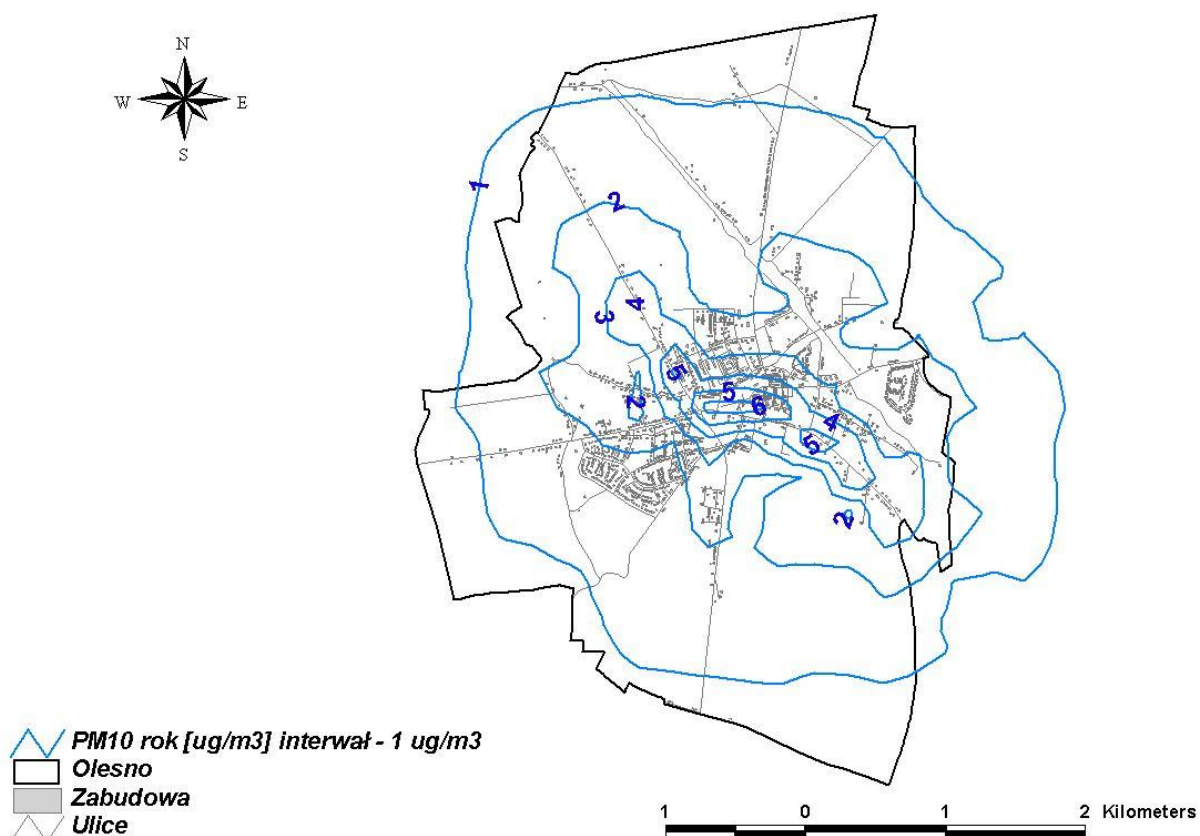 N
W E
S
1
2
3
4
5
5
6
2
4
5
2
PM10 rok [ug/m3] interwał - 1 ug/m3
Olesno
Zabudowa
Ulice
1 0 1 2 Kilometers